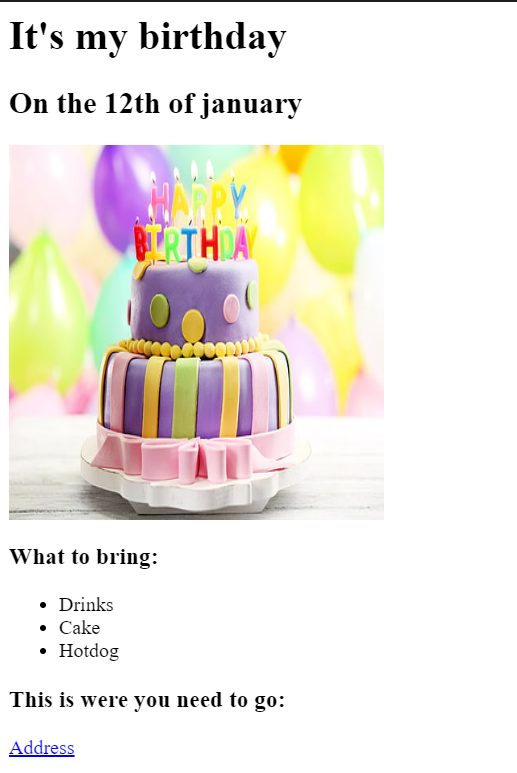 It's my birthday
On the 12th of january
HAPPY
BIRTHDAY
What to bring:
Drinks
Cake
Hotdog
This is were you need to go:
Address